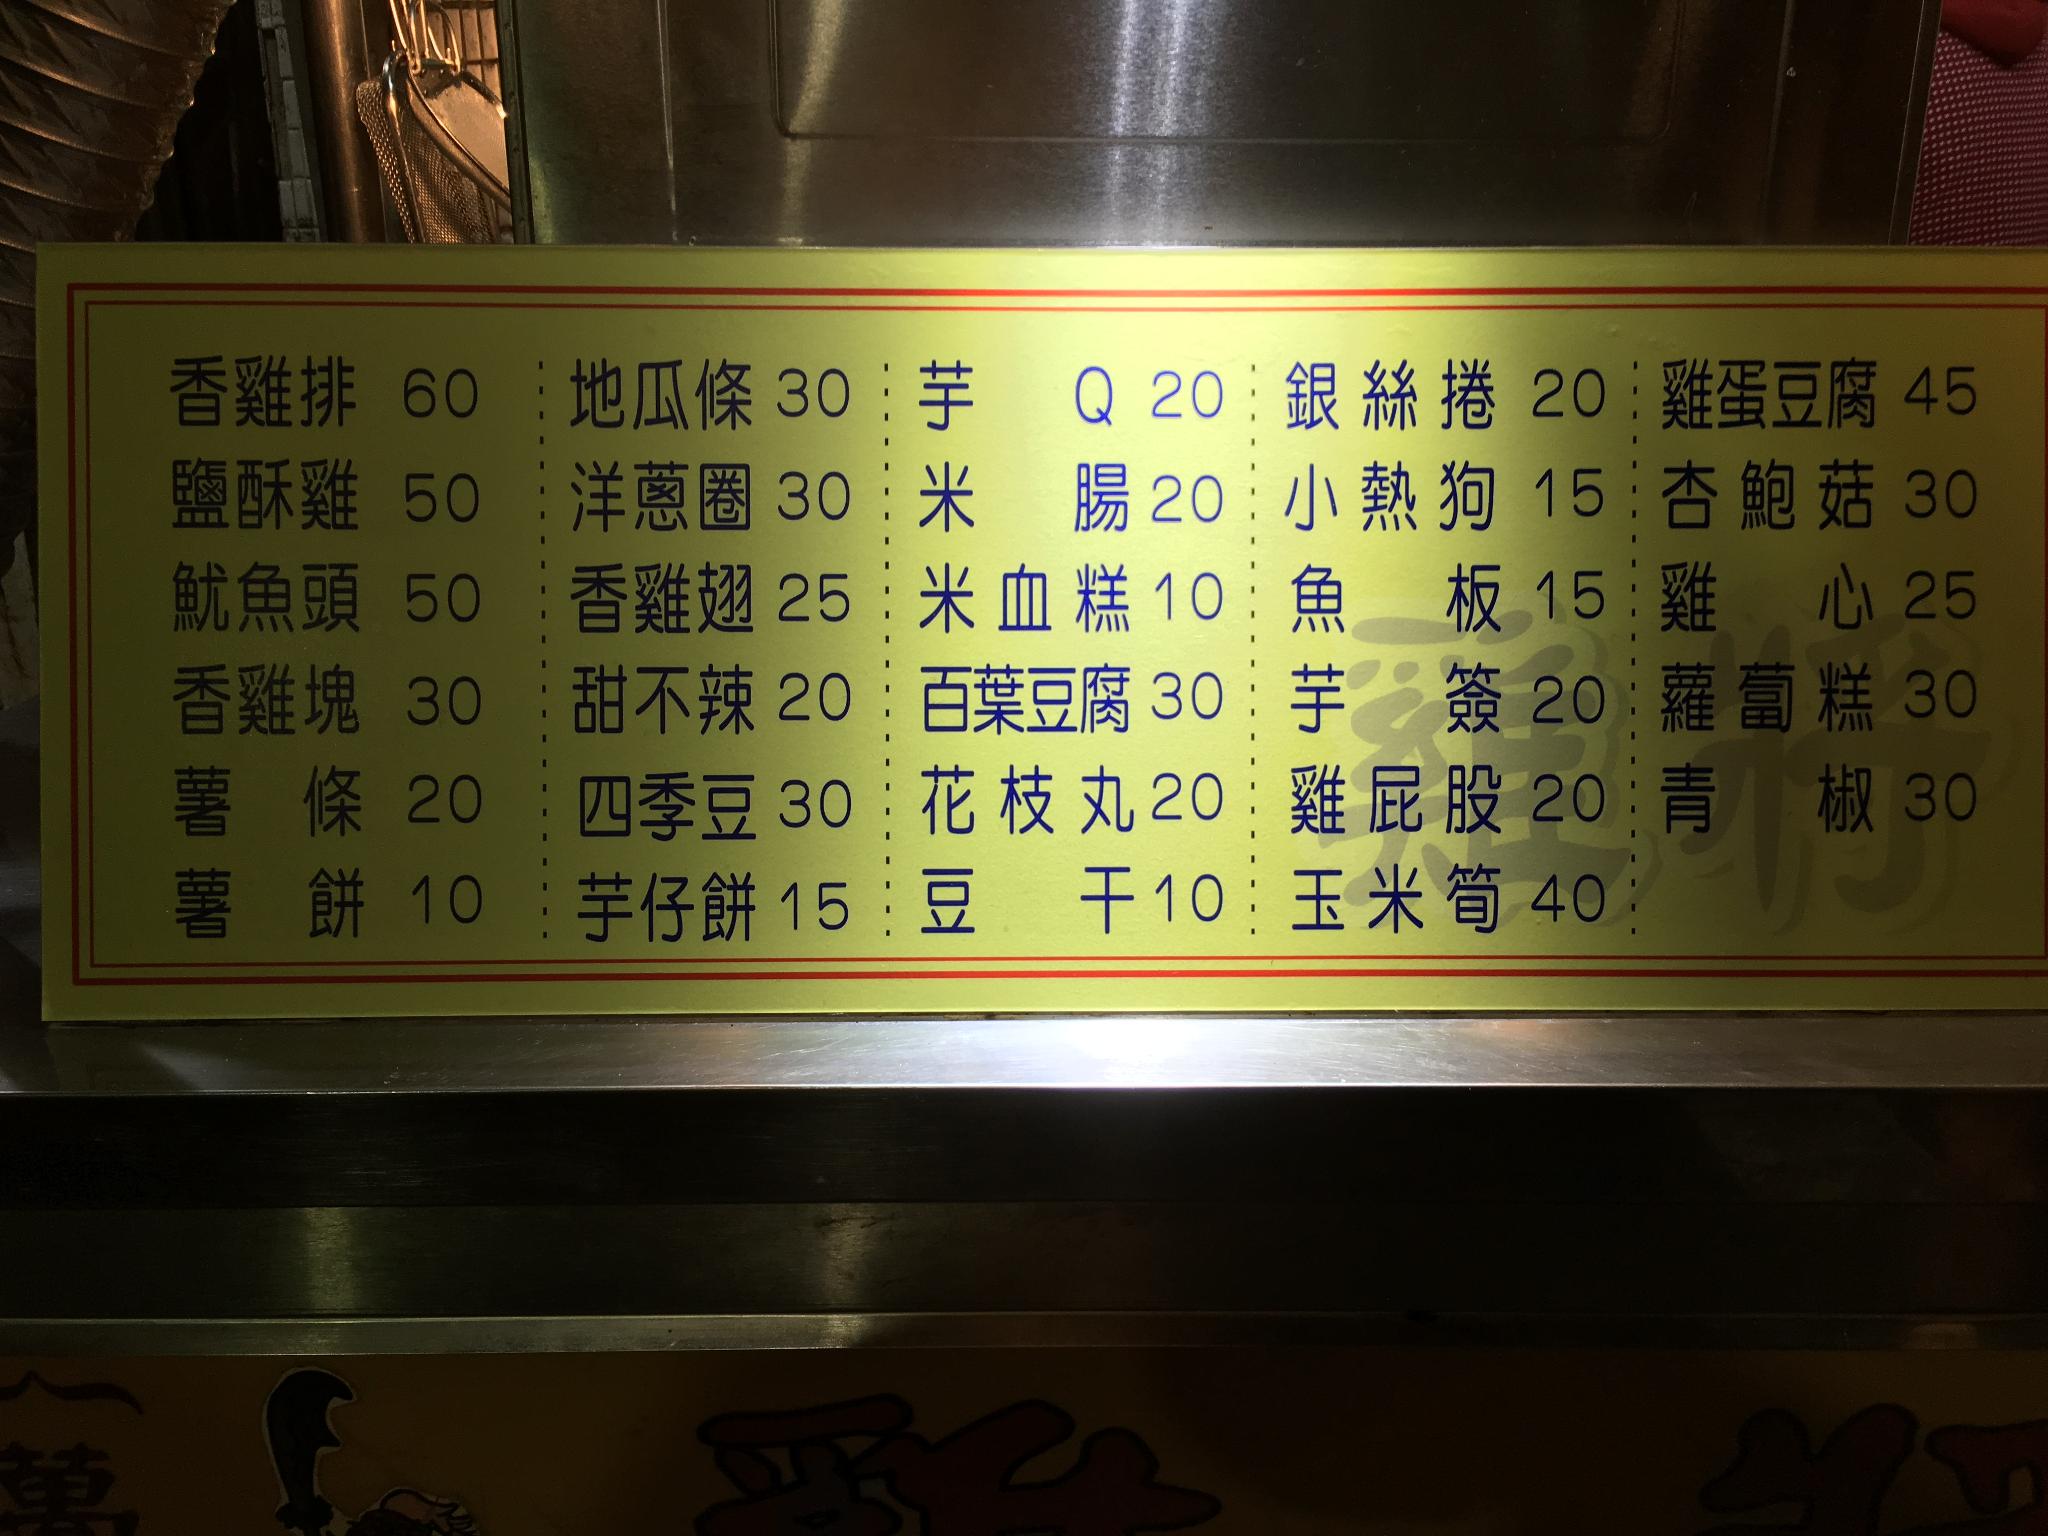 香雞排 60
鹽酥雞 50
魷魚頭 50
香雞塊 30
薯條 20
薯餅 10
地瓜條 30
洋蔥圈 30
香雞翅 25
甜不辣 20
四季豆 30
芋仔餅 15
芋Q 20
米腸 20
米血糕 10
百葉豆腐 30
花枝丸 20
豆干 10
銀絲捲 20
小熱狗 15
魚板 15
芋簽 20
雞屁股 20
玉米筍 40
雞蛋豆腐 45
杏鮑菇 30
雞心 25
蘿蔔糕 30
青椒 30
雞將
萬